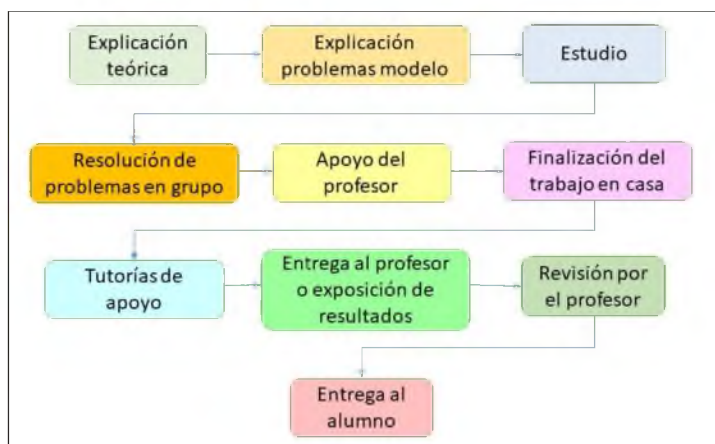 Explicación
teórica
Explicación
problemas modelo
Estudio
Resolución de
problemas en grupo
Apoyo del
profesor
Finalización del
trabajo en casa
Tutorías de
apoyo
Entrega al profesor
o exposición de
resultados
Revisión por
el profesor
Entrega al
alumno